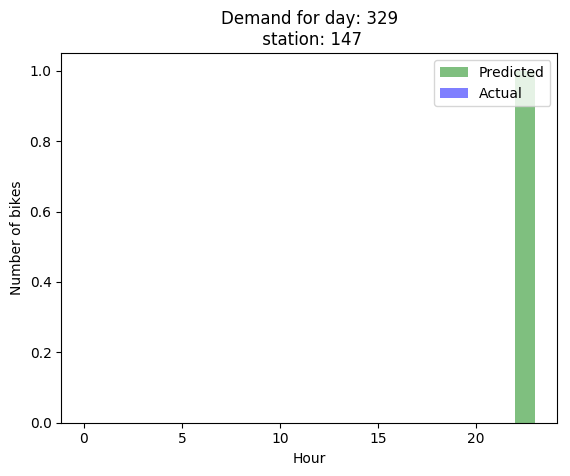 Demand for day: 329
station: 147
Predicted
Actual
Number of bikes
1.0
0.8
0.6
0.4
0.2
0.0
0
5
10
15
20
Hour